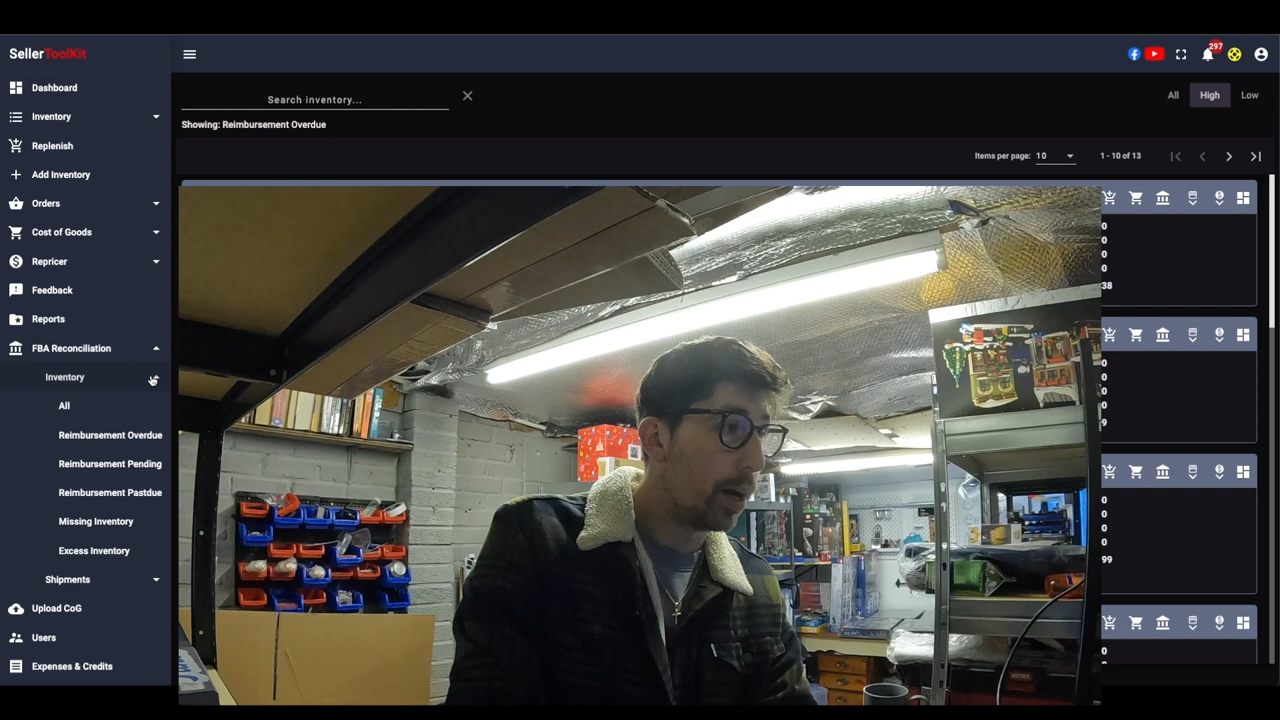 SellerToolKit
297
Dashboard
Inventory
Replenish
Add Inventory
Orders
Cost of Goods
Repricer
Feedback
Reports
FBA Reconciliation
Inventory
All
Reimbursement Overdue
Reimbursement Pending
Reimbursement Pastdue
Missing Inventory
Excess Inventory
Shipments
Upload CoG
Users
Expenses & Credits
Search inventory...
All High Low
Showing: Reimbursement Overdue
Items per page: 10 1 - 10 of 13
0
0
0
0
38
0
0
0
0
9
0
0
0
0
99
0